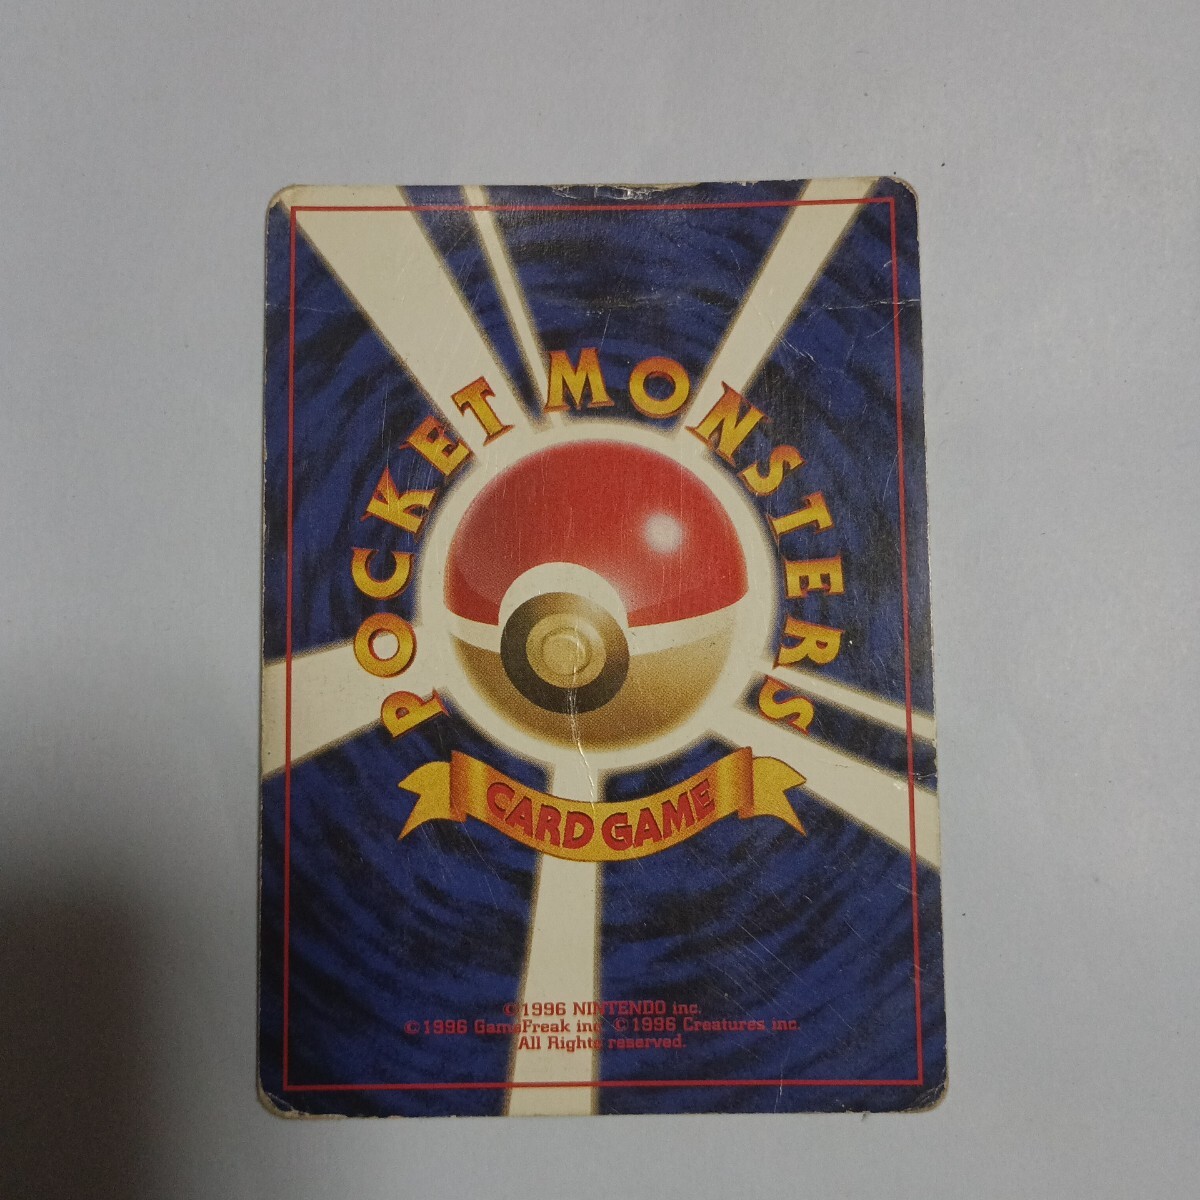 POCKET MONSTERS
CARD GAME
©1996 NINTENDO inc.
©1996 GameFreak inc ©1996 Creatures inc.
All Rights reserved.